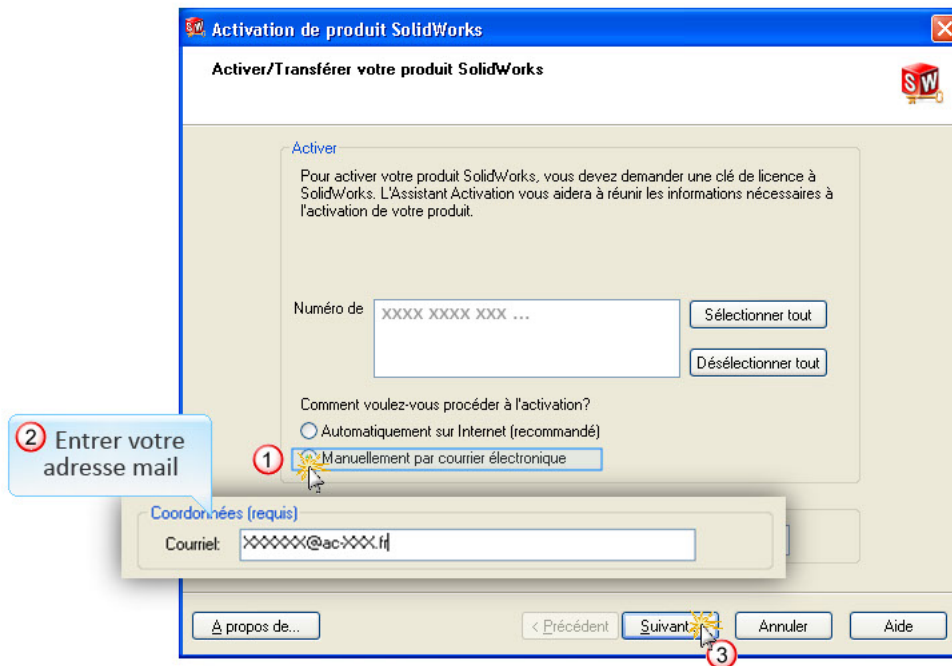 Activation de produit SolidWorks
Activer/Transférer votre produit SolidWorks
SW
Activer
Pour activer votre produit SolidWorks, vous devez demander une clé de licence à
SolidWorks. L'Assistant Activation vous aidera à réunir les informations nécessaires à
l'activation de votre produit.
Numéro de
XXXX XXXX XXX ...
Sélectionner tout
Désélectionner tout
Comment voulez-vous procéder à l'activation?
Automatiquement sur Internet (recommandé)
1
Manuellement par courrier électronique
2 Entrer votre
adresse mail
Coordonnées (requis)
Courriel:
XXXXXX@ac-XXX.fr
A propos de...
< Précédent
Suivant
Annuler
Aide
3